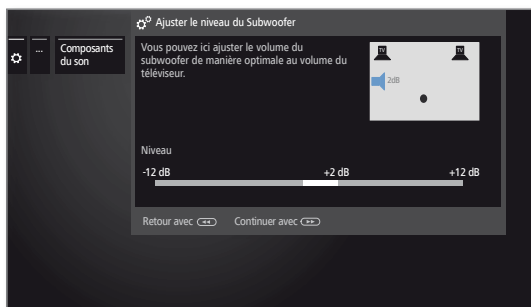 Ajuster le niveau du Subwoofer
...
Composants
du son
Vous pouvez ici ajuster le volume du
subwoofer de manière optimale au volume du
téléviseur.
TV TV
2dB
Niveau
-12 dB +2 dB +12 dB
Retour avec Continuer avec